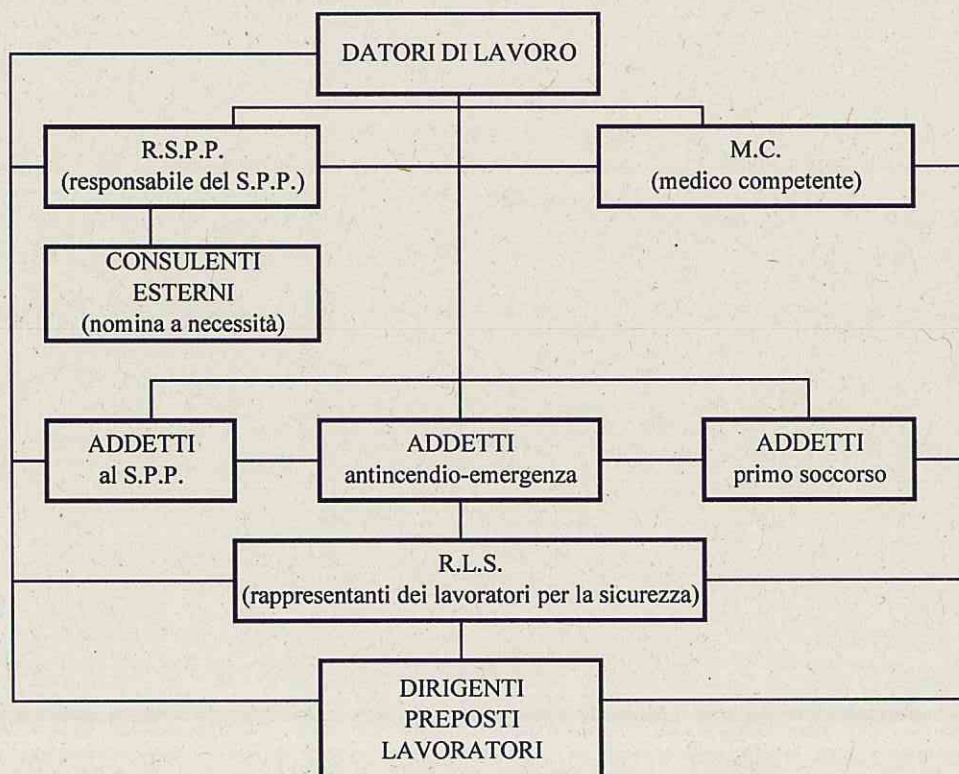 DATORI DI LAVORO
R.S.P.P.
(responsabile del S.P.P.)
M.C.
(medico competente)
CONSULENTI
ESTERNI
(nomina a necessità)
ADDETTI
al S.P.P.
ADDETTI
antincendio-emergenza
ADDETTI
primo soccorso
R.L.S.
(rappresentanti dei lavoratori per la sicurezza)
DIRIGENTI
PREPOSTI
LAVORATORI